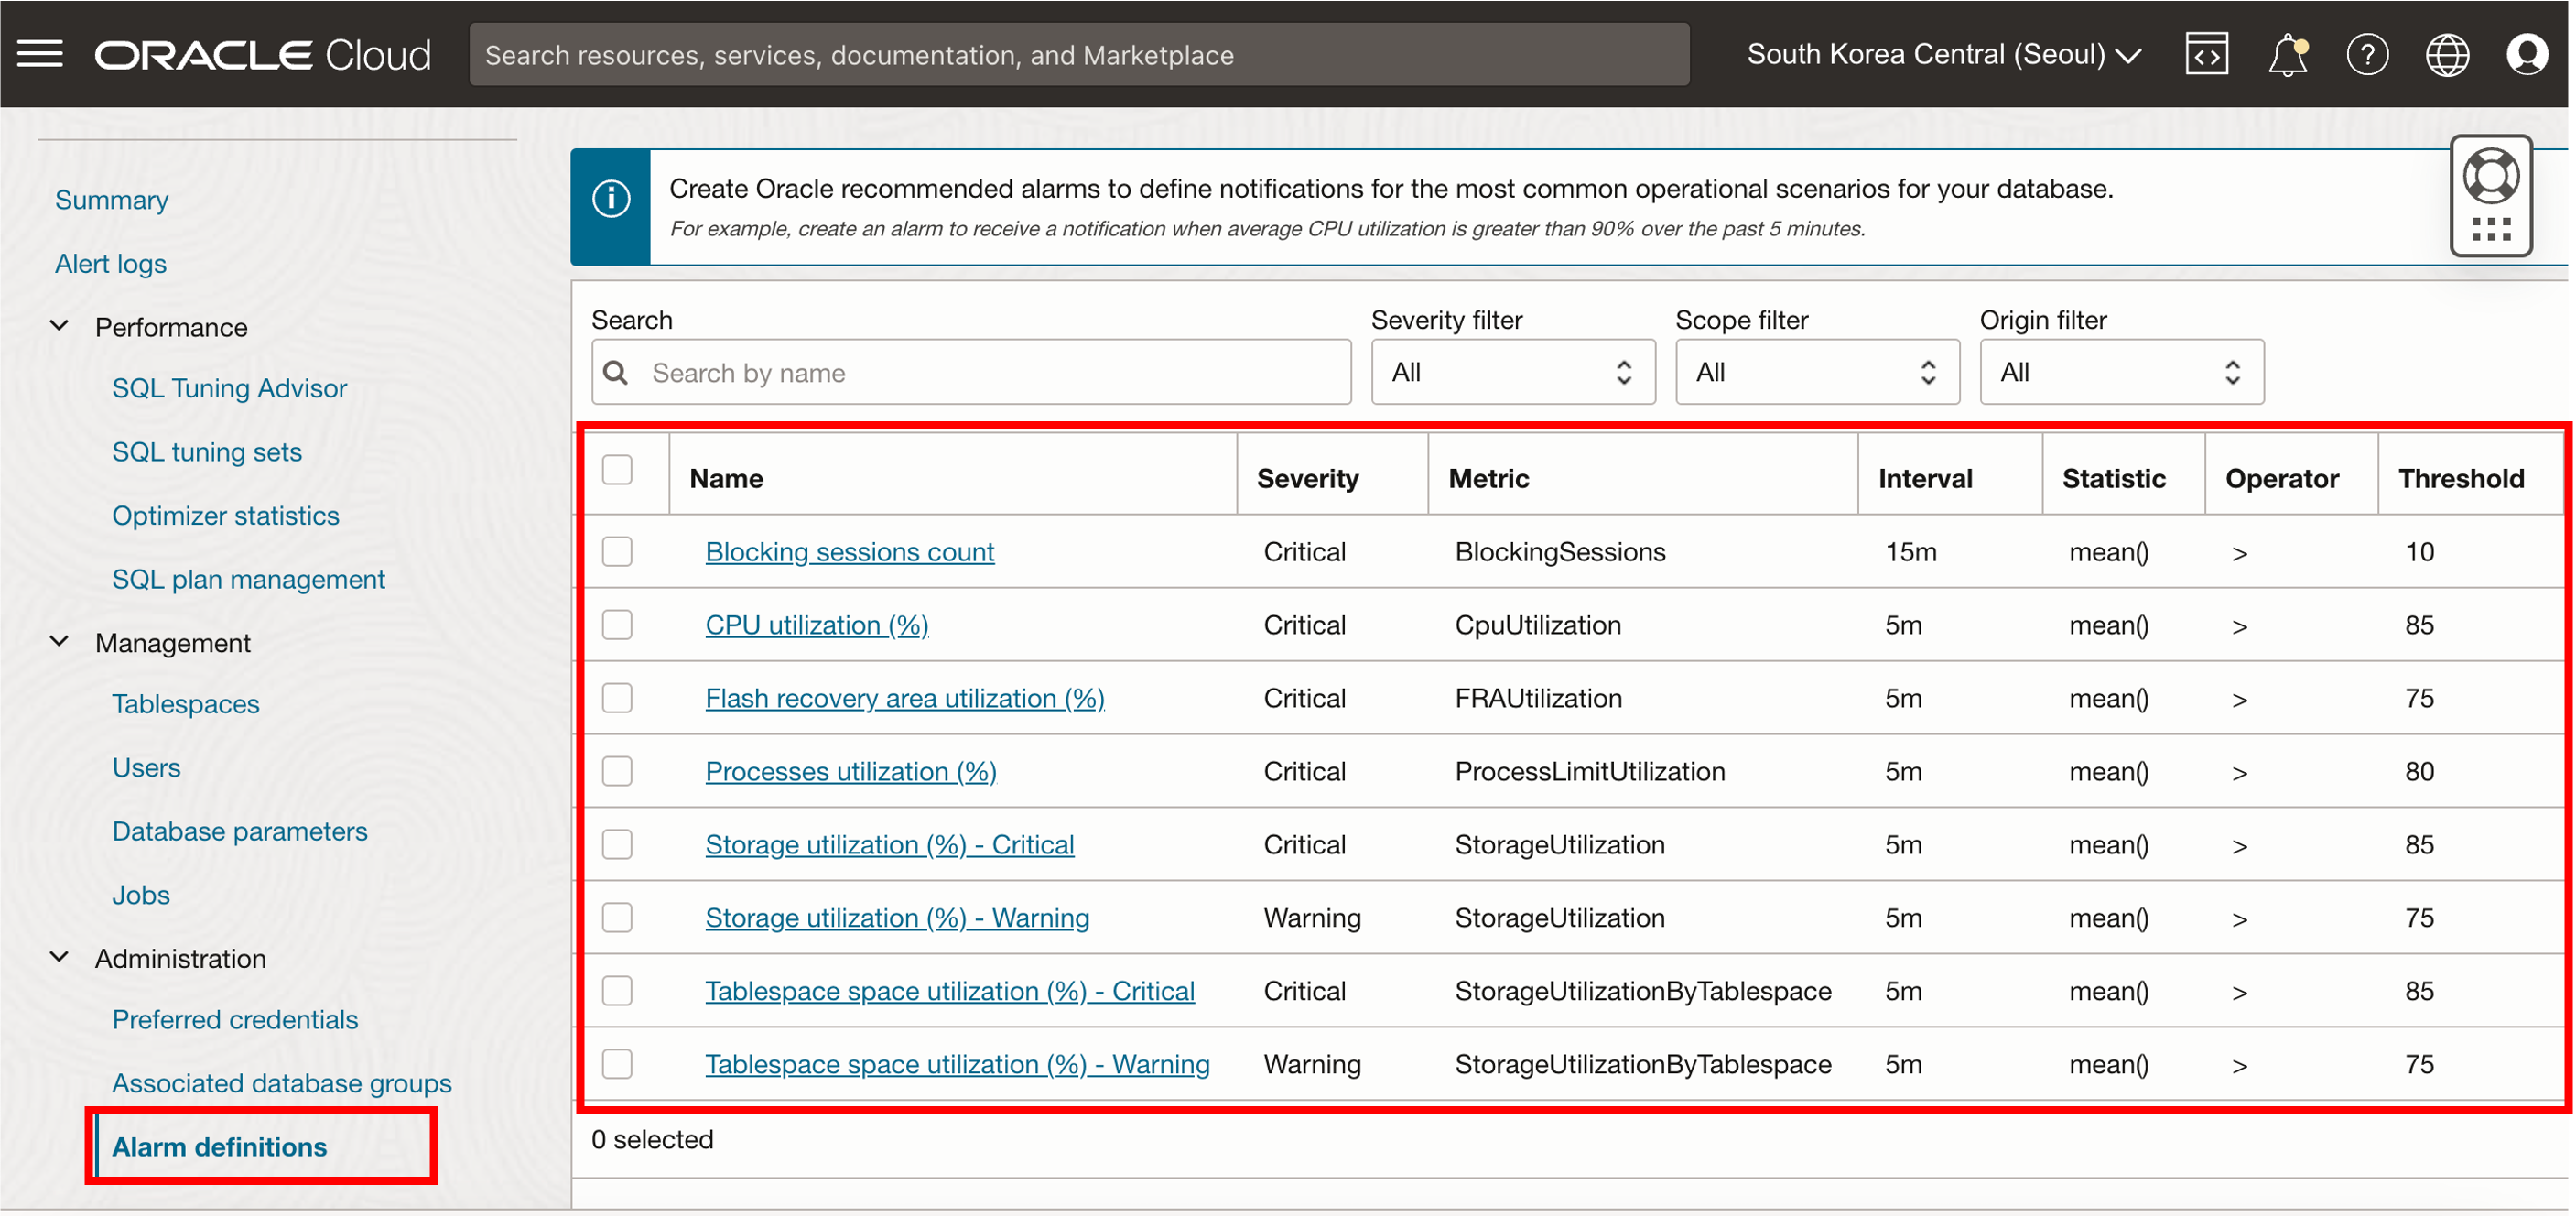 ORACLE Cloud
Search resources, services, documentation, and Marketplace
South Korea Central (Seoul)
Summary
Alert logs
Performance
SQL Tuning Advisor
SQL tuning sets
Optimizer statistics
SQL plan management
Management
Tablespaces
Users
Database parameters
Jobs
Administration
Preferred credentials
Associated database groups
Alarm definitions
Create Oracle recommended alarms to define notifications for the most common operational scenarios for your database.
For example, create an alarm to receive a notification when average CPU utilization is greater than 90% over the past 5 minutes.
Search Severity filter Scope filter Origin filter
Search by name All All All
Name Severity Metric Interval Statistic Operator Threshold
Blocking sessions count Critical BlockingSessions 15m mean() > 10
CPU utilization (%) Critical CpuUtilization 5m mean() > 85
Flash recovery area utilization (%) Critical FRAUtilization 5m mean() > 75
Processes utilization (%) Critical ProcessLimitUtilization 5m mean() > 80
Storage utilization (%) - Critical Critical StorageUtilization 5m mean() > 85
Storage utilization (%) - Warning Warning StorageUtilization 5m mean() > 75
Tablespace space utilization (%) - Critical Critical StorageUtilizationByTablespace 5m mean() > 85
Tablespace space utilization (%) - Warning Warning StorageUtilizationByTablespace 5m mean() > 75
0 selected